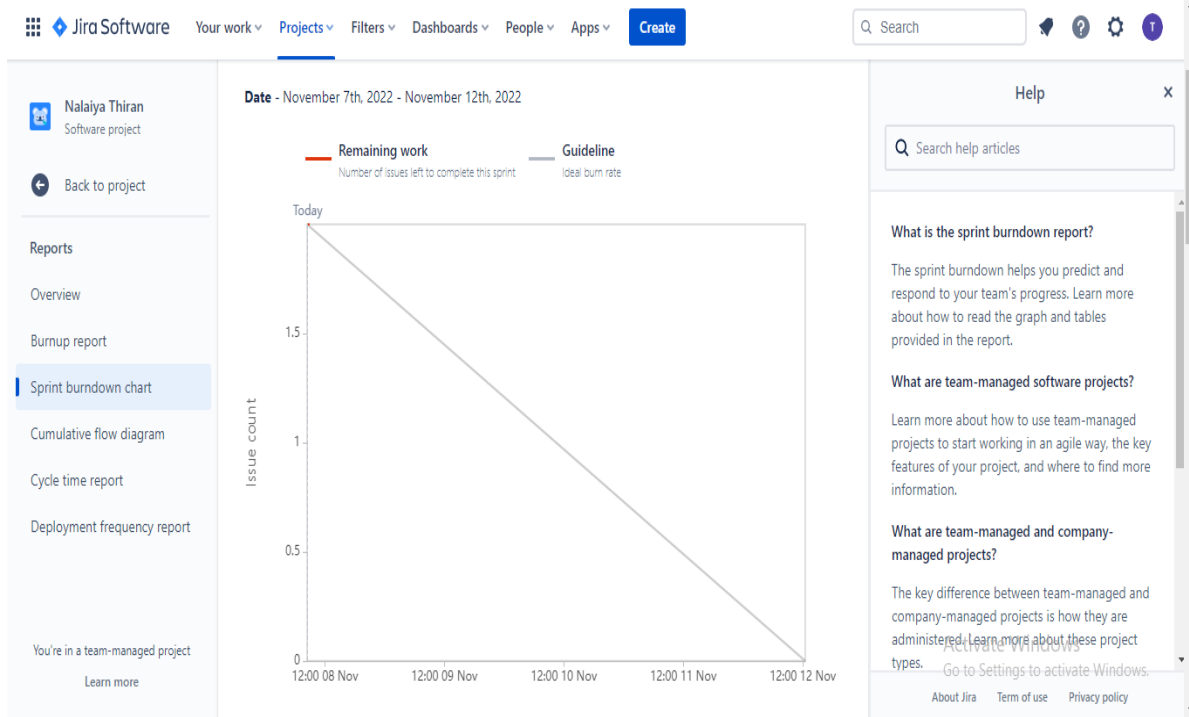 Jira Software Your work Projects Filters Dashboards People Apps Create Search T
Nalaiya Thiran
Software project
Back to project
Reports
Overview
Burnup report
Sprint burndown chart
Cumulative flow diagram
Cycle time report
Deployment frequency report
You're in a team-managed project
Learn more
Date - November 7th, 2022 - November 12th, 2022
Remaining work
Number of issues left to complete this sprint
Guideline
Ideal burn rate
Today
Issue count
1.5
1
0.5
0
12:00 08 Nov 12:00 09 Nov 12:00 10 Nov 12:00 11 Nov 12:00 12 Nov
Help
Search help articles
What is the sprint burndown report?
The sprint burndown helps you predict and
respond to your team's progress. Learn more
about how to read the graph and tables
provided in the report.
What are team-managed software projects?
Learn more about how to use team-managed
projects to start working in an agile way, the key
features of your project, and where to find more
information.
What are team-managed and company-
managed projects?
The key difference between team-managed and
company-managed projects is how they are
administered. Learn more about these project
types.
Activate Windows
Go to Settings to activate Windows.
About Jira Term of use Privacy policy